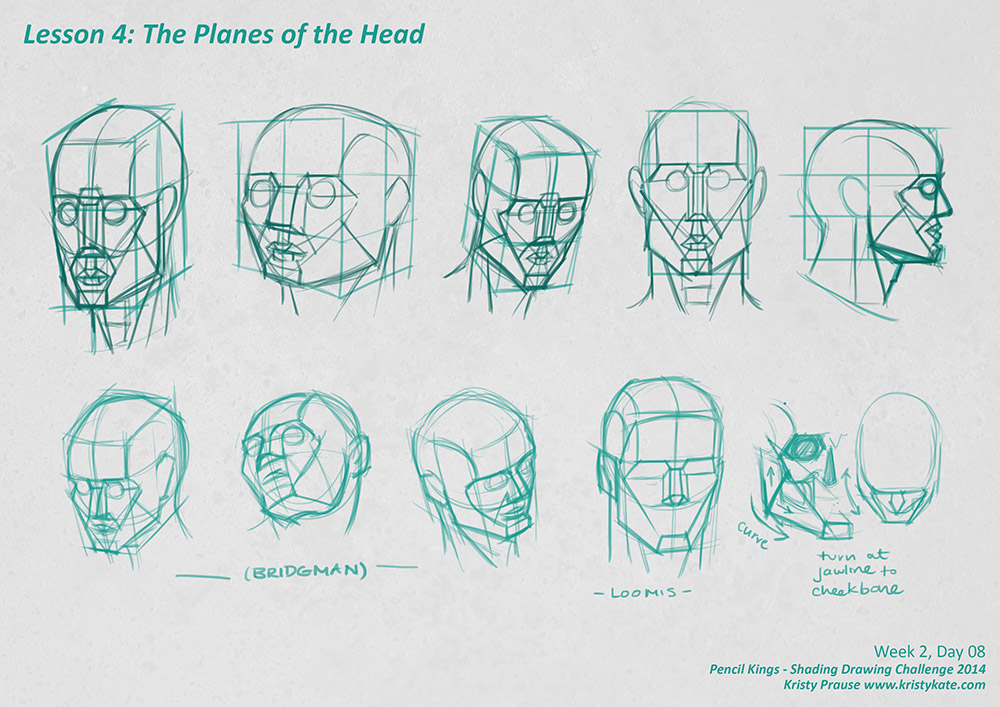 Lesson 4: The Planes of the Head
(BRIDGMAN)
- LOOMIS -
curve
turn at
jawline to
cheekbone
Week 2, Day 08
Pencil Kings - Shading Drawing Challenge 2014
Kristy Prause www.kristykate.com